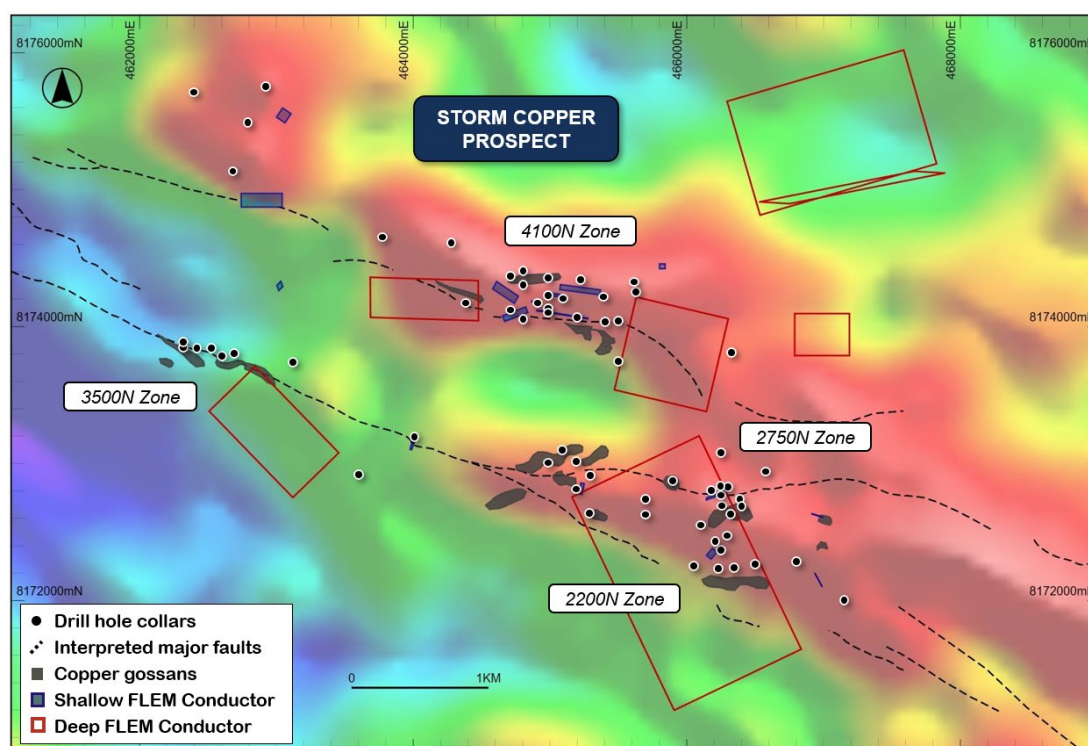 462000mE
464000mE
466000mE
468000mE
8176000mN
8176000mN
STORM COPPER
PROSPECT
4100N Zone
8174000mN
8174000mN
3500N Zone
2750N Zone
2200N Zone
8172000mN
8172000mN
Drill hole collars
Interpreted major faults
Copper gossans
Shallow FLEM Conductor
Deep FLEM Conductor
0
1KM